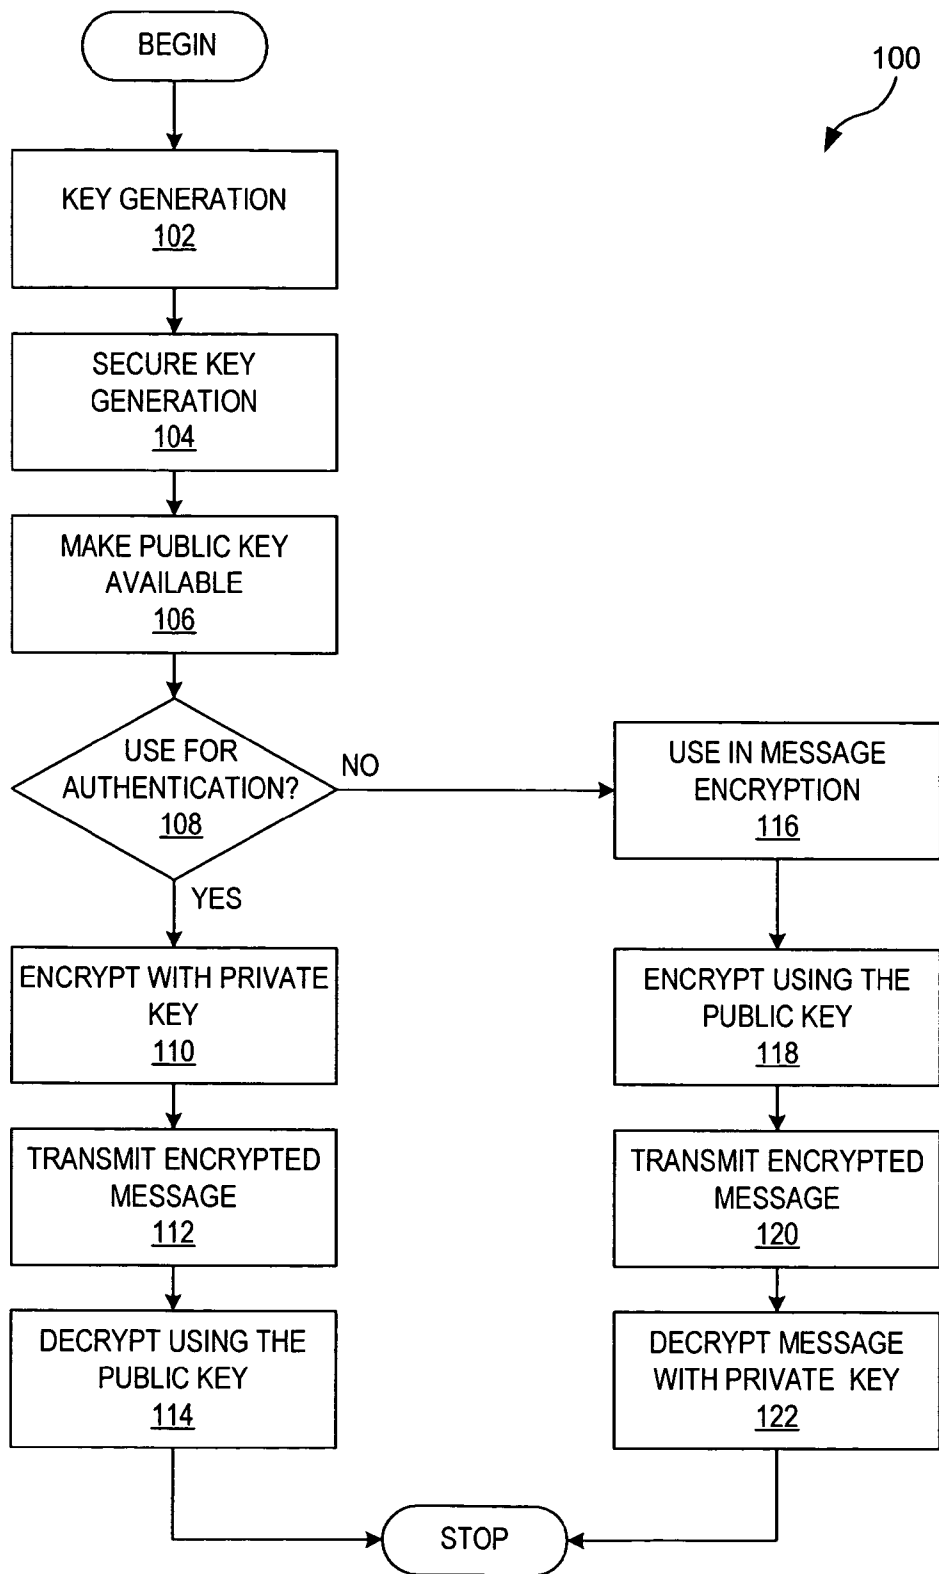 BEGIN
100
KEY GENERATION
102
SECURE KEY
GENERATION
104
MAKE PUBLIC KEY
AVAILABLE
106
USE FOR
AUTHENTICATION?
108
NO
YES
ENCRYPT WITH PRIVATE
KEY
110
TRANSMIT ENCRYPTED
MESSAGE
112
DECRYPT USING THE
PUBLIC KEY
114
USE IN MESSAGE
ENCRYPTION
116
ENCRYPT USING THE
PUBLIC KEY
118
TRANSMIT ENCRYPTED
MESSAGE
120
DECRYPT MESSAGE
WITH PRIVATE KEY
122
STOP